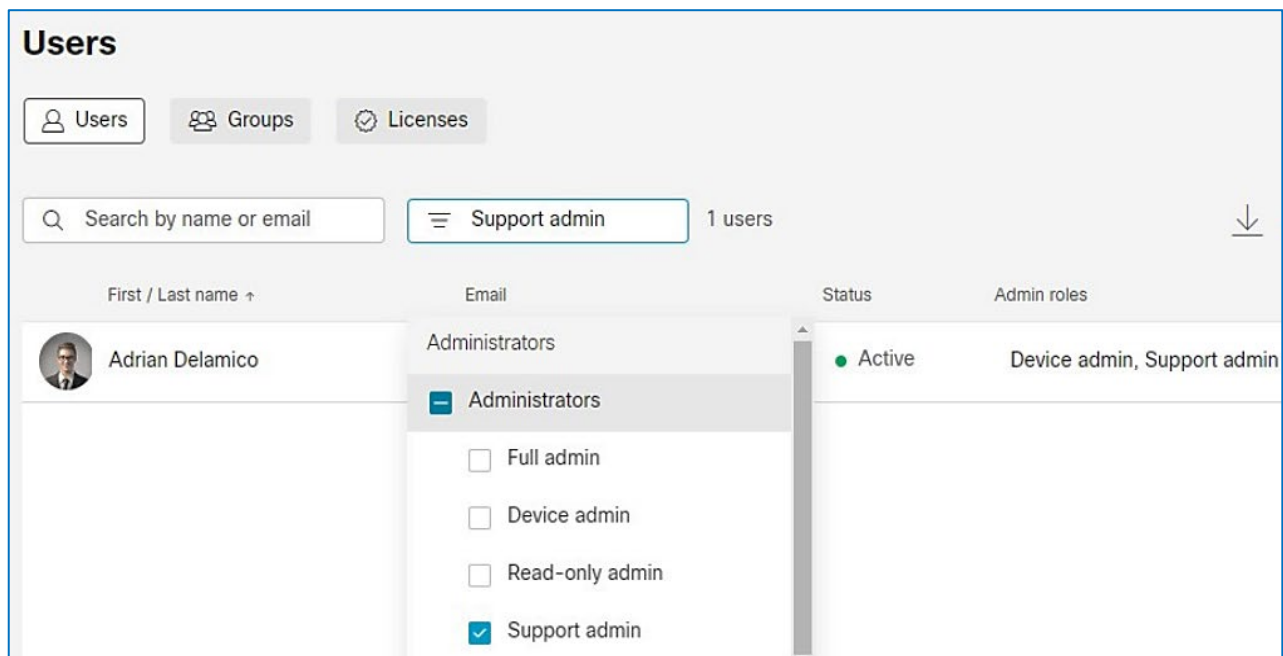 Users
Users Groups Licenses
Search by name or email Support admin 1 users
First / Last name ↑ Email Status Admin roles
Adrian Delamico Active Device admin, Support admin
Administrators
Administrators
Full admin
Device admin
Read-only admin
Support admin